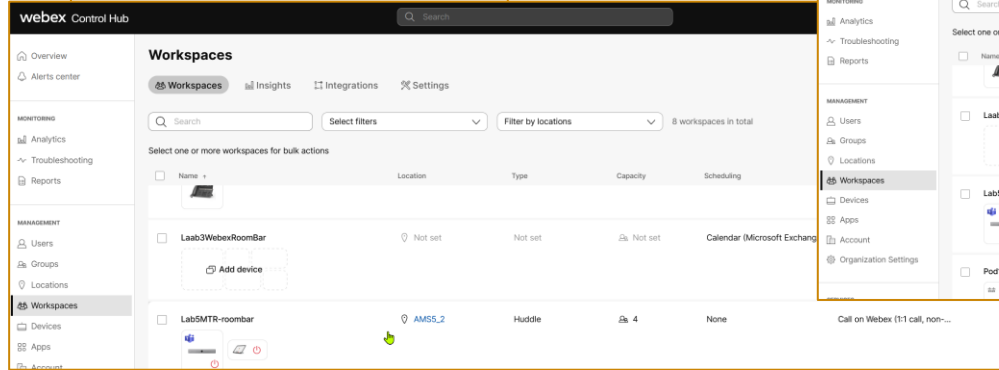 webex Control Hub
Search
Overview
Alerts center
MONITORING
Analytics
Troubleshooting
Reports
MANAGEMENT
Users
Groups
Locations
Workspaces
Devices
Apps
Account
Workspaces
Workspaces Insights Integrations Settings
Search Select filters Filter by locations 8 workspaces in total
Select one or more workspaces for bulk actions
Name Location Type Capacity Scheduling
Laab3WebexRoomBar Not set Not set Not set Calendar (Microsoft Exchang
Add device
Lab5MTR-roombar AMS5_2 Huddle 4 None Call on Webex (1:1 call, non-...
MONITORING
Analytics
Troubleshooting
Reports
MANAGEMENT
Users
Groups
Locations
Workspaces
Devices
Apps
Account
Organization Settings
Search
Select one o
Name
Laab
Lab5
Pod